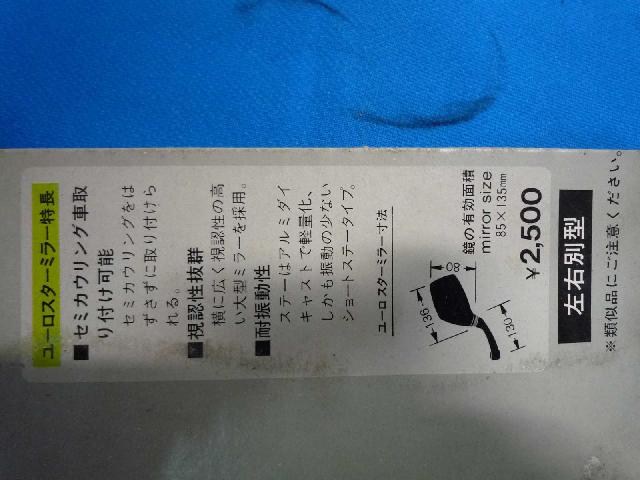 ユーロスターミラー特長
■セミカウリング車取
り付け可能
セミカウリングをは
ずさずに取り付けら
れる。
■視認性抜群
横に広く視認性の高
い大型ミラーを採用。
■耐振動性
ステーはアルミダイ
キャストで軽量化、
しかも振動の少ない
ショートステータイプ。
ユーロスターミラー寸法
80
136
130
鏡の有効面積
mirror size
85×135mm
¥2,500
左右別型
※類似品にご注意ください。